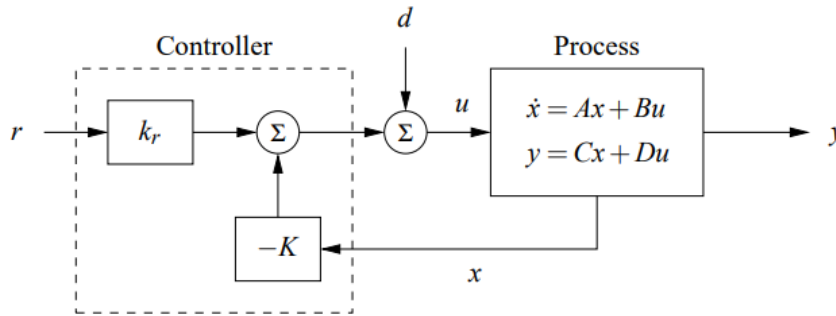 d
Controller
Process
r
k_r
Σ
Σ
u
ẋ = Ax + Bu
y = Cx + Du
y
−K
x